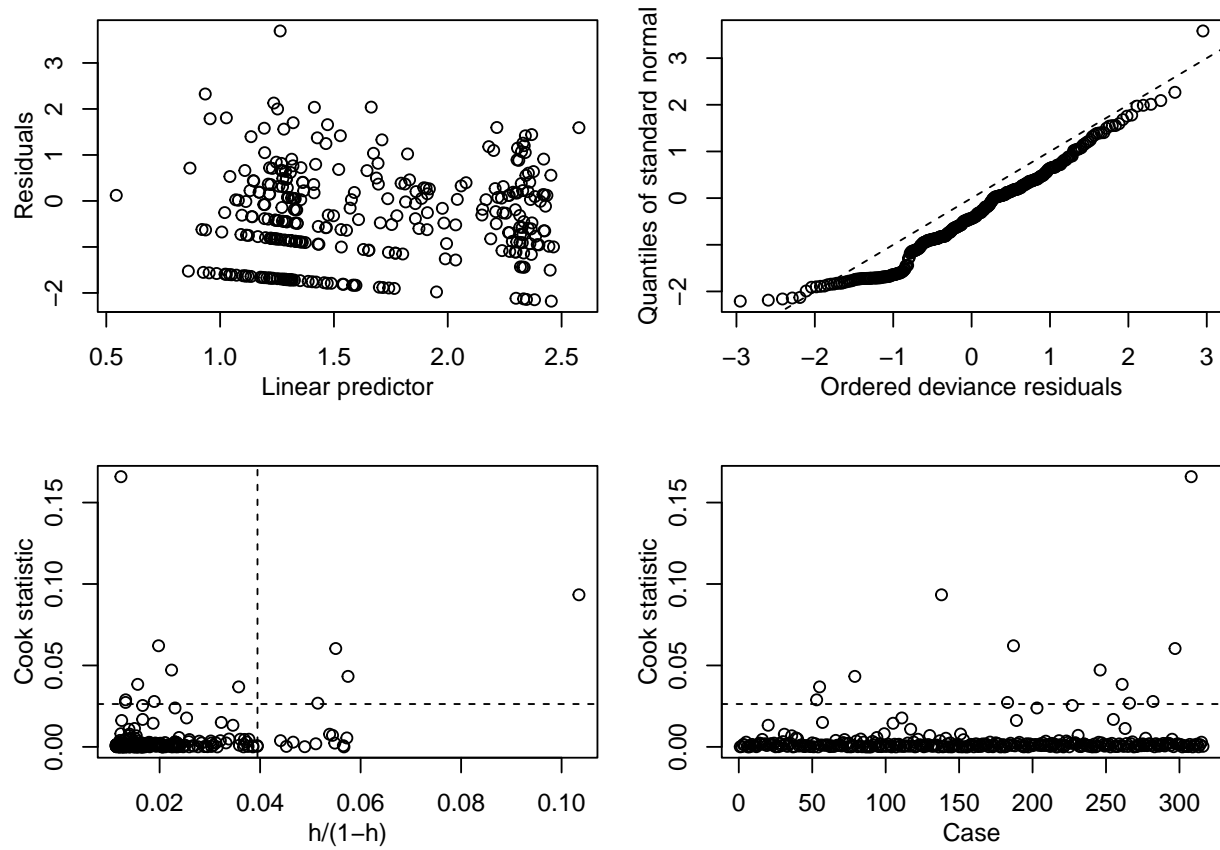 Residuals
3
2
1
0
−2
0.5 1.0 1.5 2.0 2.5
Linear predictor
Quantiles of standard normal
3
2
1
0
−2
−3 −2 −1 0 1 2 3
Ordered deviance residuals
Cook statistic
0.15
0.10
0.05
0.00
0.02 0.04 0.06 0.08 0.10
h/(1−h)
Cook statistic
0.15
0.10
0.05
0.00
0 50 100 150 200 250 300
Case